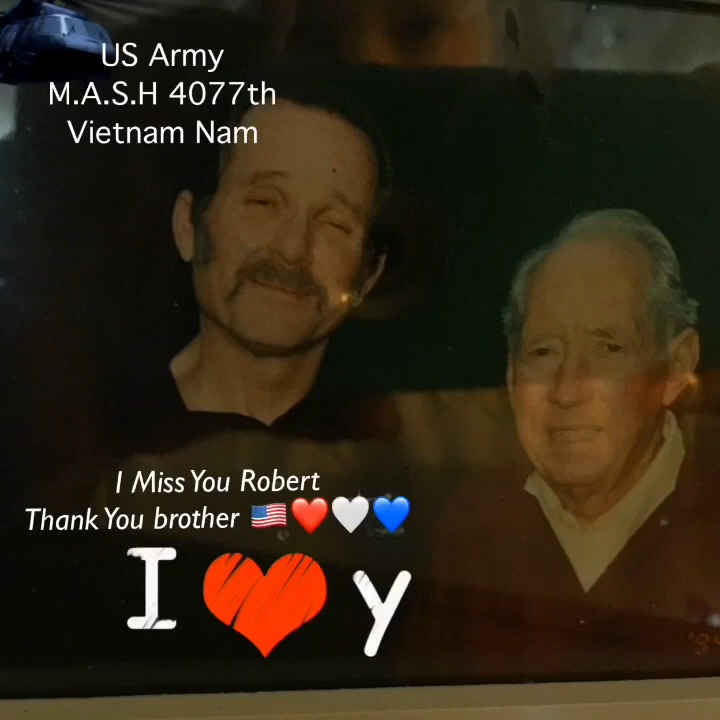 US Army
M.A.S.H 4077th
Vietnam Nam
I Miss You Robert
Thank You brother 🇺🇸❤️🤍💙
I ❤️ y